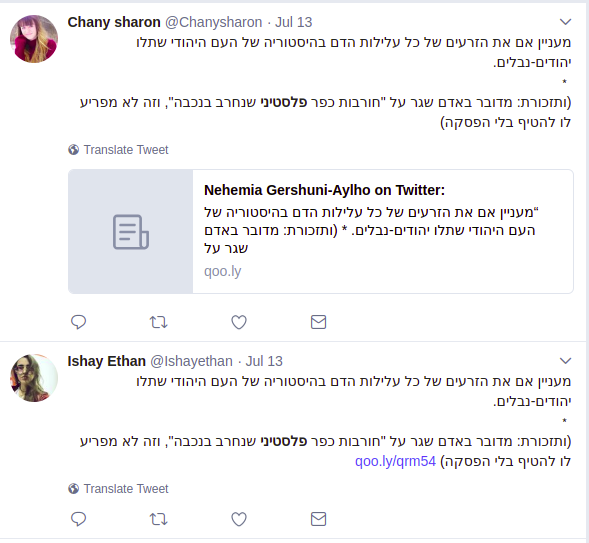 Chany sharon @Chanysharon · Jul 13
מעניין אם את הזרעים של כל עלילות הדם בהיסטוריה של העם היהודי שתלו
יהודים-נבלים.
*
(ותזכורת: מדובר באדם שגר על "חורבות כפר פלסטיני שנחרב בנכבה", וזה לא מפריע
לו להטיף בלי הפסקה)
Translate Tweet
Nehemia Gershuni-Aylho on Twitter:
“מעניין אם את הזרעים של כל עלילות הדם בהיסטוריה של
העם היהודי שתלו יהודים-נבלים. * (ותזכורת: מדובר באדם
שגר על
qoo.ly
Ishay Ethan @Ishayethan · Jul 13
מעניין אם את הזרעים של כל עלילות הדם בהיסטוריה של העם היהודי שתלו
יהודים-נבלים.
*
(ותזכורת: מדובר באדם שגר על "חורבות כפר פלסטיני שנחרב בנכבה", וזה לא מפריע
לו להטיף בלי הפסקה) qoo.ly/qrm54
Translate Tweet